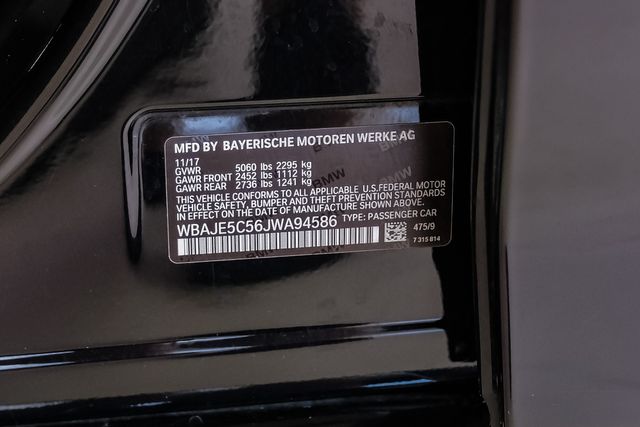 MFD BY BAYERISCHE MOTOREN WERKE AG
11/17
GVWR 5060 lbs 2295 kg
GAWR FRONT 2452 lbs 1112 kg
GAWR REAR 2736 lbs 1241 kg
THIS VEHICLE CONFORMS TO ALL APPLICABLE U.S.FEDERAL MOTOR
VEHICLE SAFETY, BUMPER AND THEFT PREVENTION STANDARDS
IN EFFECT ON THE DATE OF MANUFACTURE SHOWN ABOVE.
WBAJE5C56JWA94586 TYPE: PASSENGER CAR
475/9
7 315 814